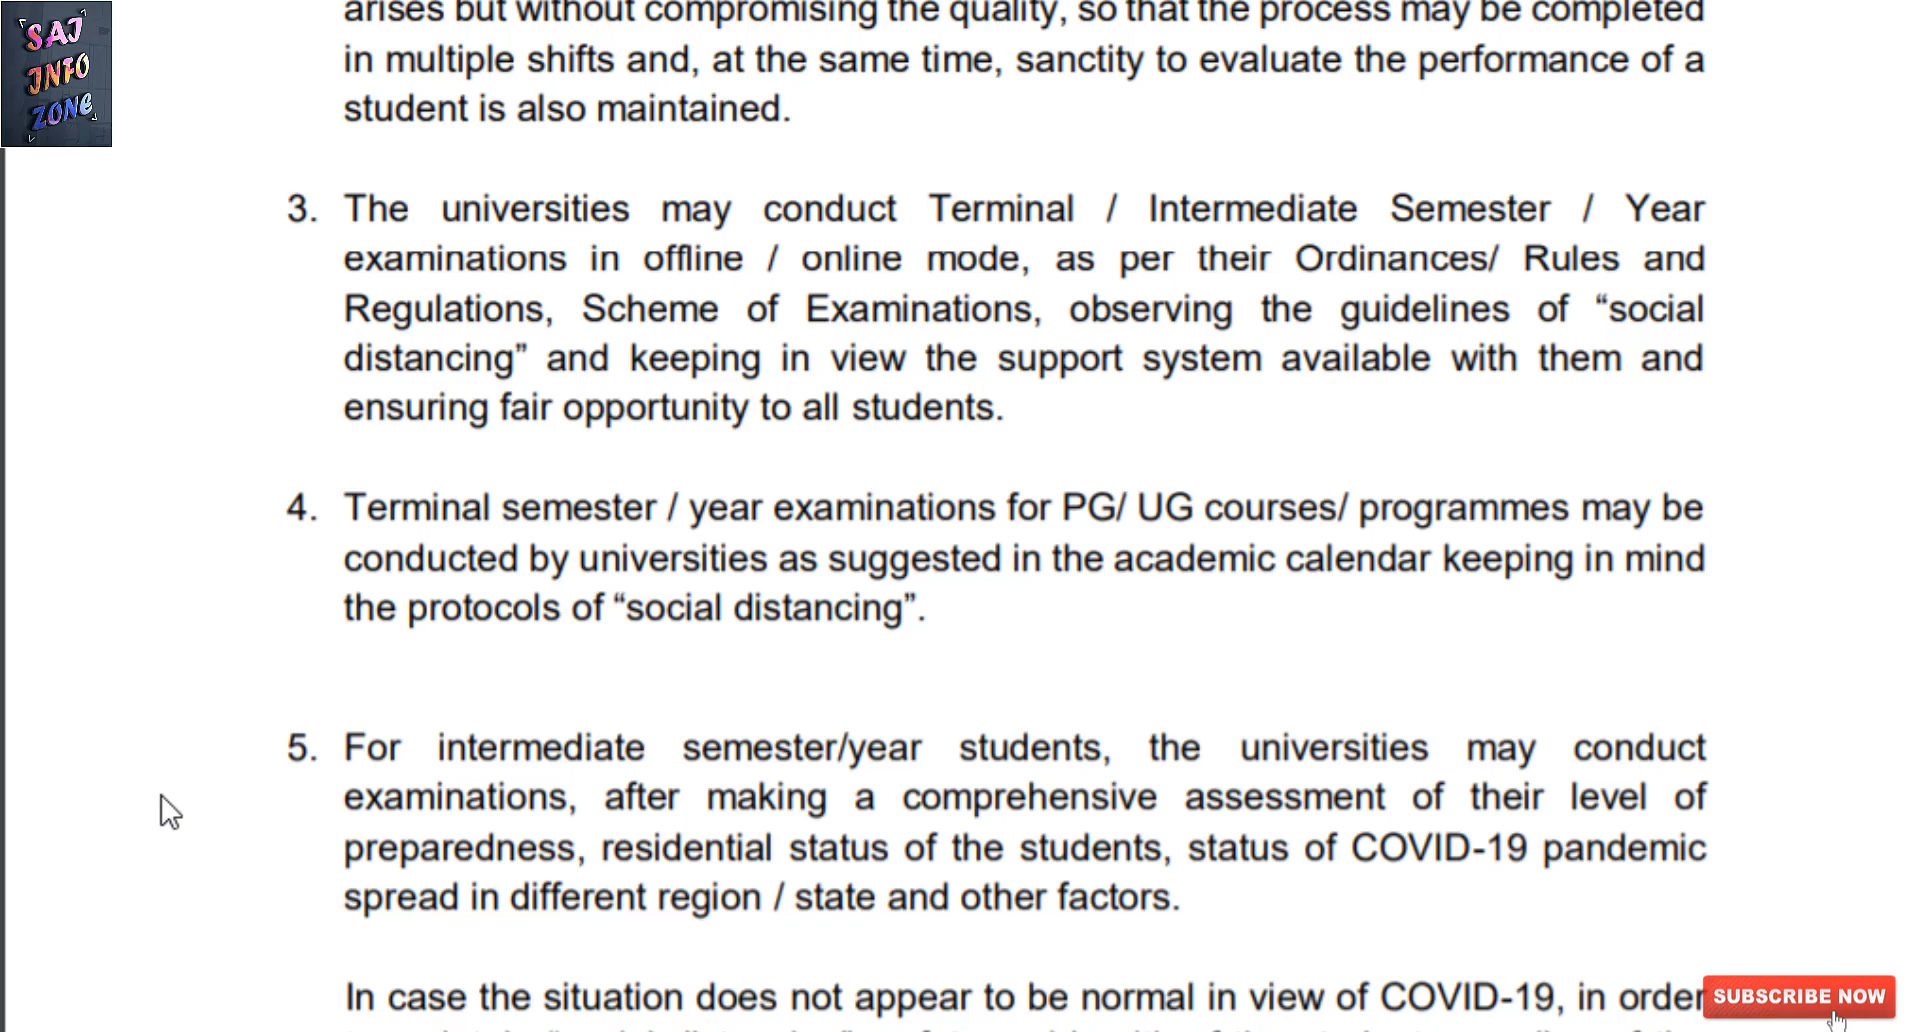 SAJ
INFO
ZONE
arises but without compromising the quality, so that the process may be completed
in multiple shifts and, at the same time, sanctity to evaluate the performance of a
student is also maintained.
3. The universities may conduct Terminal / Intermediate Semester / Year
examinations in offline / online mode, as per their Ordinances/ Rules and
Regulations, Scheme of Examinations, observing the guidelines of “social
distancing” and keeping in view the support system available with them and
ensuring fair opportunity to all students.
4. Terminal semester / year examinations for PG/ UG courses/ programmes may be
conducted by universities as suggested in the academic calendar keeping in mind
the protocols of “social distancing”.
5. For intermediate semester/year students, the universities may conduct
examinations, after making a comprehensive assessment of their level of
preparedness, residential status of the students, status of COVID-19 pandemic
spread in different region / state and other factors.
In case the situation does not appear to be normal in view of COVID-19, in order
SUBSCRIBE NOW